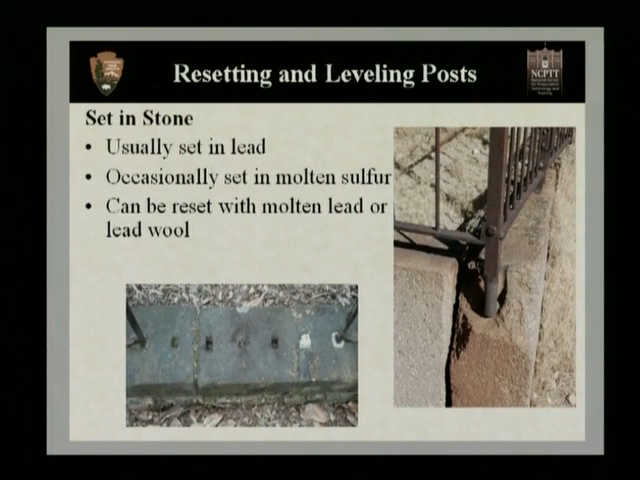 Resetting and Leveling Posts
NCPTT
Set in Stone
• Usually set in lead
• Occasionally set in molten sulfur
• Can be reset with molten lead or
lead wool